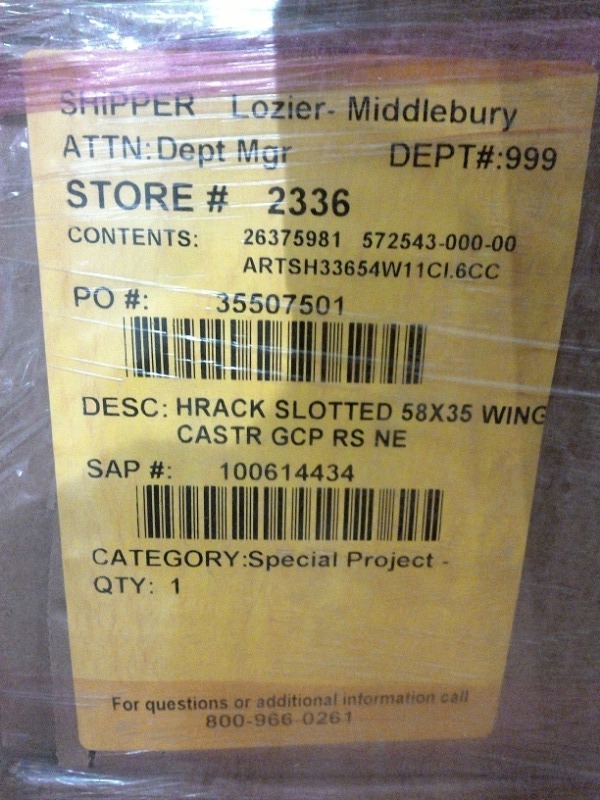 SHIPPER Lozier- Middlebury
ATTN: Dept Mgr DEPT#:999
STORE # 2336
CONTENTS: 26375981 572543-000-00
ARTSH33654W11CI.6CC
PO #: 35507501
DESC: HRACK SLOTTED 58X35 WING
CASTR GCP RS NE
SAP #: 100614434
CATEGORY:Special Project -
QTY: 1
For questions or additional information call
800-966-0261